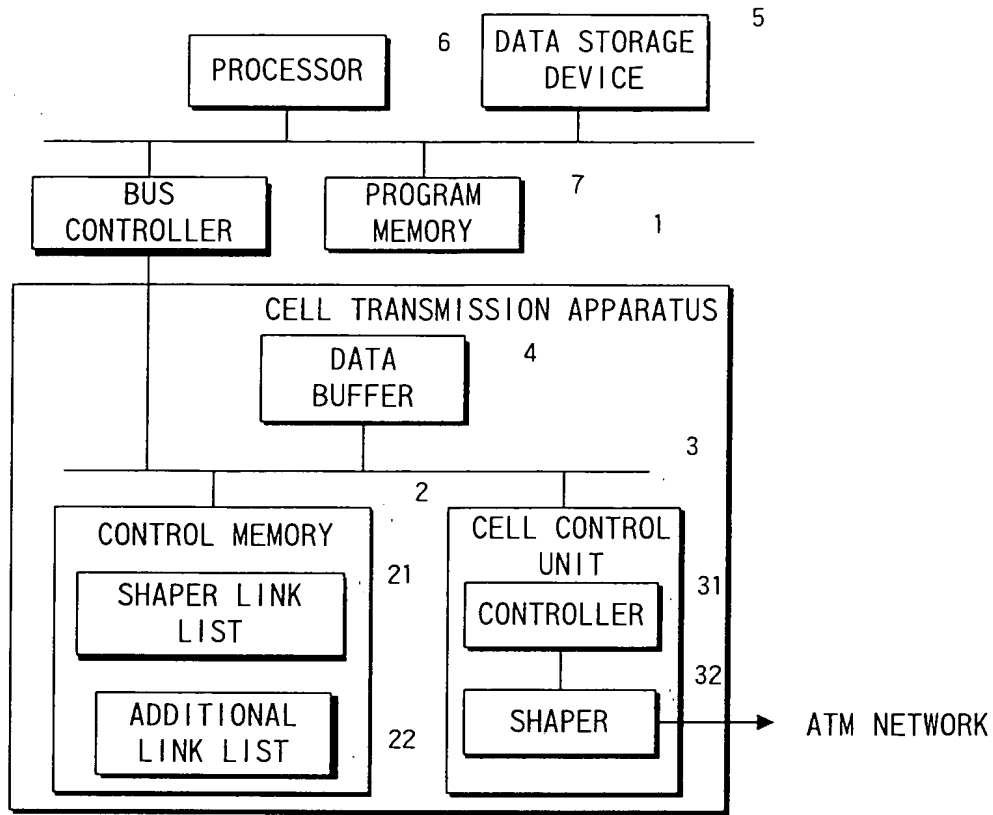 5
6
DATA STORAGE
DEVICE
PROCESSOR
7
BUS
CONTROLLER
PROGRAM
MEMORY
1
CELL TRANSMISSION APPARATUS
4
DATA
BUFFER
3
2
CONTROL MEMORY
CELL CONTROL
UNIT
21
SHAPER LINK
LIST
31
CONTROLLER
32
ADDITIONAL
LINK LIST
22
SHAPER
ATM NETWORK